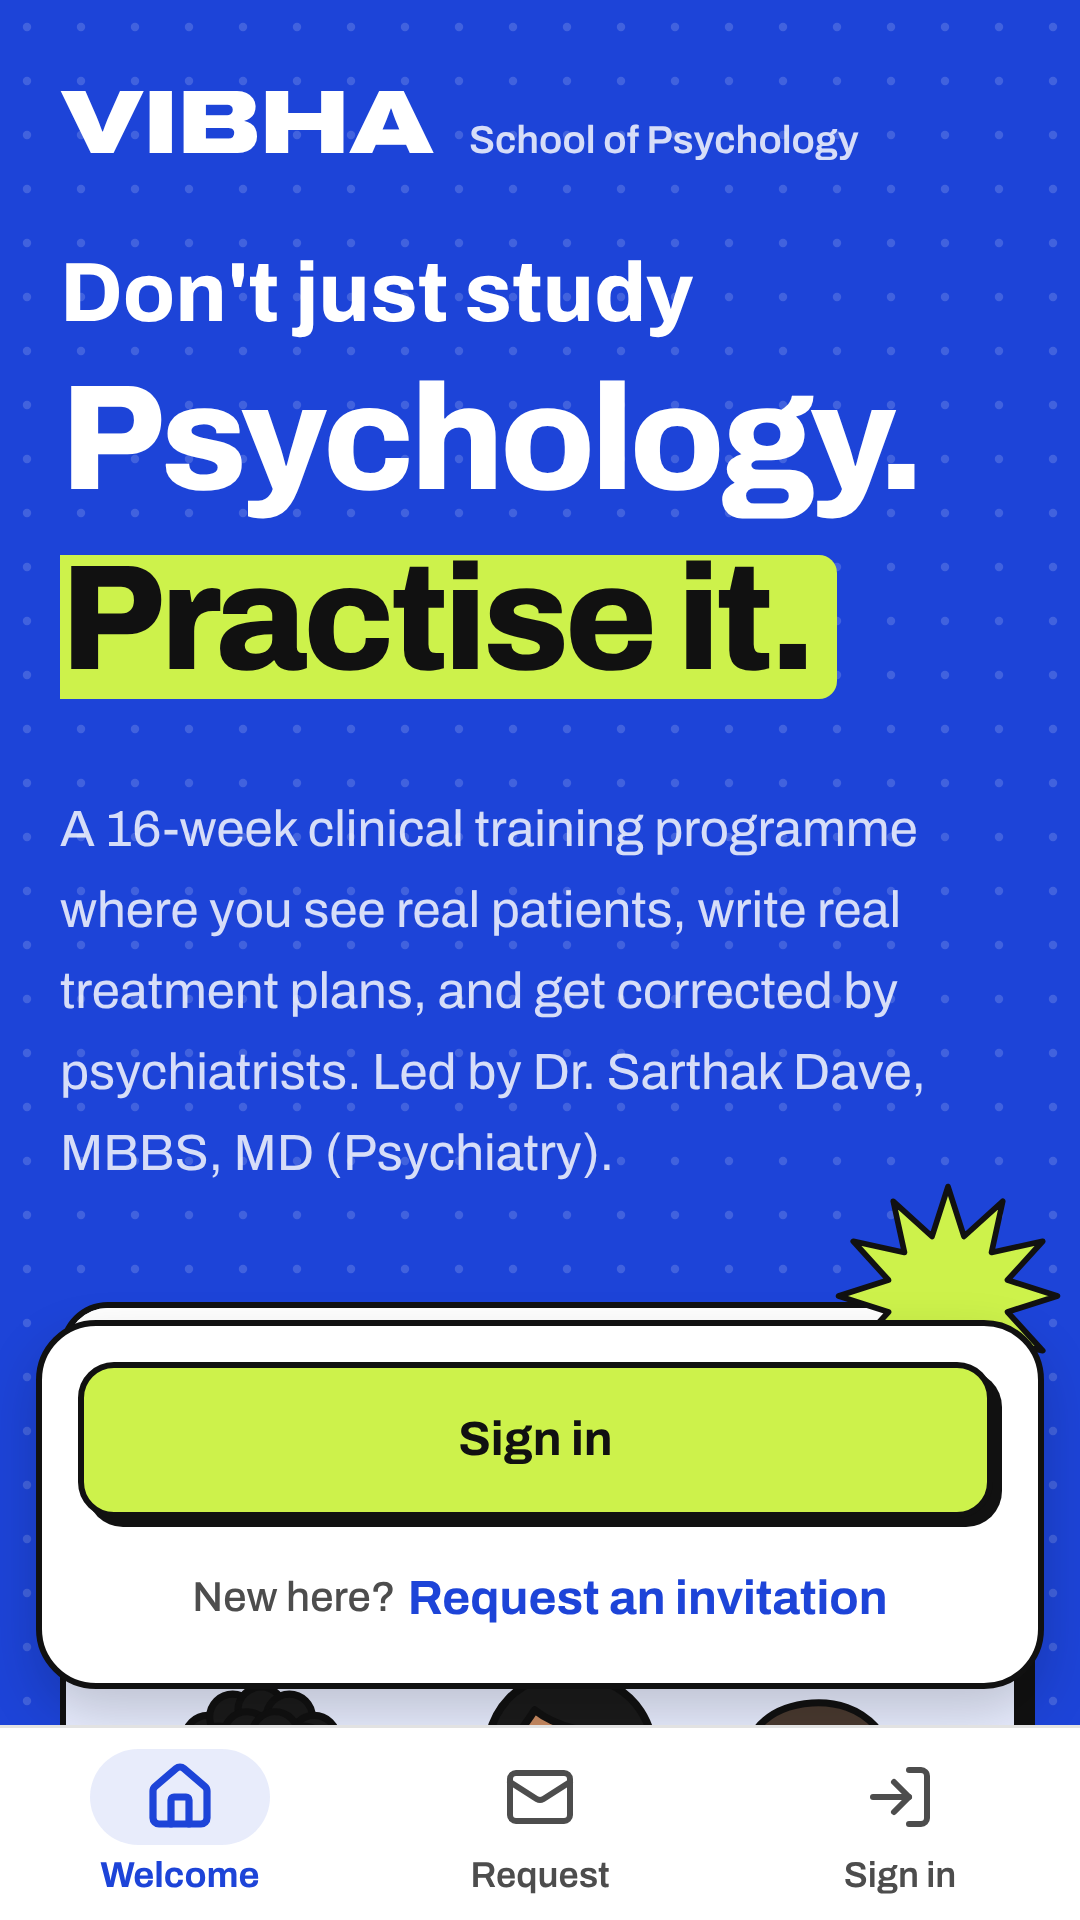 VIBHA School of Psychology
Don't just study
Psychology.
Practise it.
A 16-week clinical training programme
where you see real patients, write real
treatment plans, and get corrected by
psychiatrists. Led by Dr. Sarthak Dave,
MBBS, MD (Psychiatry).
Sign in
New here? Request an invitation
Welcome
Request
Sign in